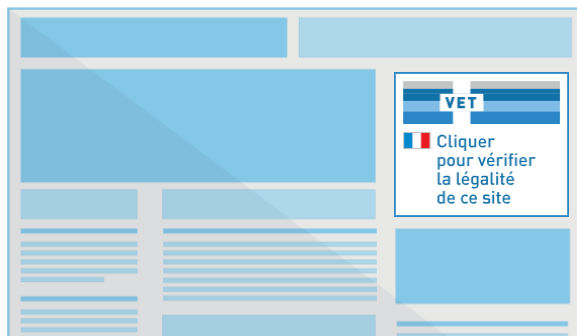 VET
Cliquer
pour vérifier
la légalité
de ce site